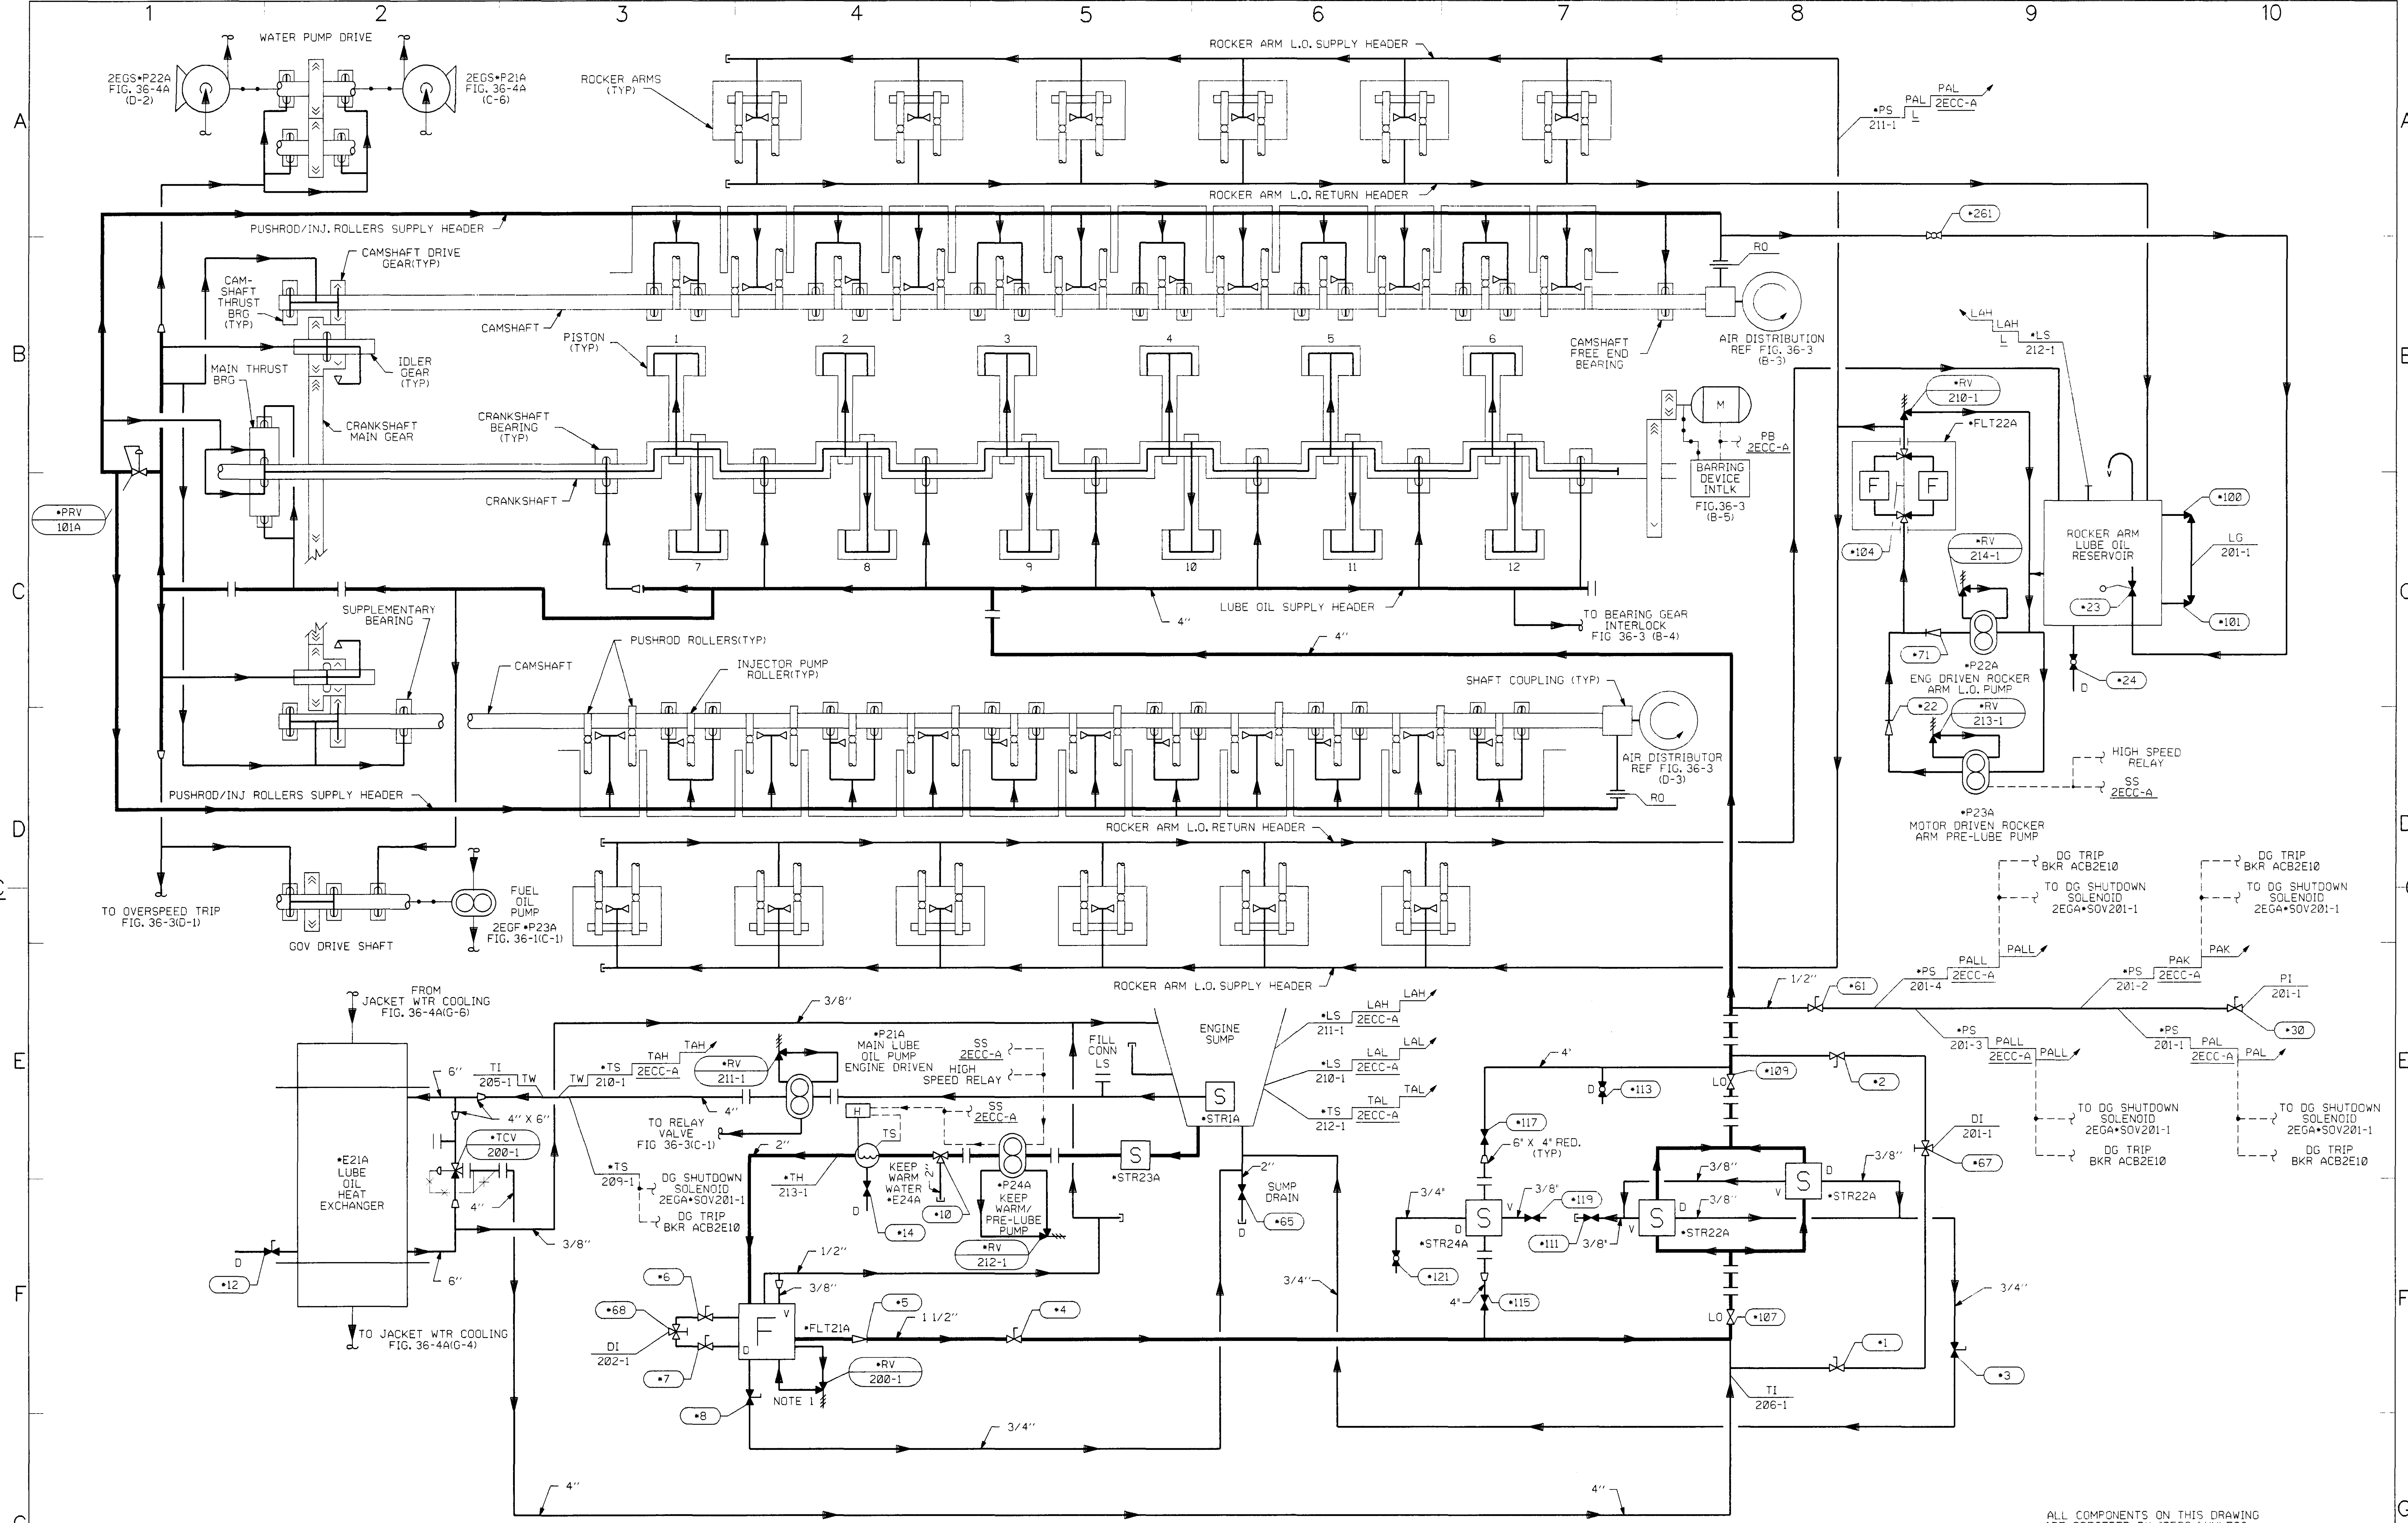 1 2 3 4 5 6 7 8 9 10
WATER PUMP DRIVE
2EGS*P22A
FIG. 36-4A
(D-2)
2EGS*P21A
FIG. 36-4A
(C-6)
ROCKER ARMS
(TYP)
ROCKER ARM L.O. SUPPLY HEADER
A
*PS
211-1
PAL
L
PAL
2ECC-A
ROCKER ARM L.O. RETURN HEADER
PUSHROD/INJ. ROLLERS SUPPLY HEADER
*261
RO
CAMSHAFT DRIVE
GEAR(TYP)
CAM-
SHAFT
THRUST
BRG
(TYP)
CAMSHAFT
PISTON
(TYP)
1 2 3 4 5 6
CAMSHAFT
FREE END
BEARING
AIR DISTRIBUTION
REF FIG. 36-3
(B-3)
LAH
LAH
L
*LS
212-1
B
MAIN THRUST
BRG
IDLER
GEAR
(TYP)
CRANKSHAFT
MAIN GEAR
CRANKSHAFT
BEARING
(TYP)
M
PB
2ECC-A
BARRING
DEVICE
INTLK
FIG.36-3
(B-5)
*RV
210-1
*FLT22A
F F
*104
*PRV
101A
CRANKSHAFT
7 8 9 10 11 12
*100
ROCKER ARM
LUBE OIL
RESERVOIR
LG
201-1
*RV
214-1
*23
*101
C
SUPPLEMENTARY
BEARING
LUBE OIL SUPPLY HEADER
4''
4''
TO BEARING GEAR
INTERLOCK
FIG 36-3 (B-4)
*71
*P22A
ENG DRIVEN ROCKER
ARM L.O. PUMP
*24
D
PUSHROD ROLLERS(TYP)
CAMSHAFT
INJECTOR PUMP
ROLLER(TYP)
SHAFT COUPLING (TYP)
*22
*RV
213-1
AIR DISTRIBUTOR
REF FIG. 36-3
(D-3)
HIGH SPEED
RELAY
SS
2ECC-A
PUSHROD/INJ ROLLERS SUPPLY HEADER
RO
*P23A
MOTOR DRIVEN ROCKER
ARM PRE-LUBE PUMP
D
ROCKER ARM L.O. RETURN HEADER
TO OVERSPEED TRIP
FIG. 36-3(D-1)
GOV DRIVE SHAFT
FUEL
OIL
PUMP
2EGF*P23A
FIG. 36-1(C-1)
DG TRIP
BKR ACB2E10
TO DG SHUTDOWN
SOLENOID
2EGA*SOV201-1
DG TRIP
BKR ACB2E10
TO DG SHUTDOWN
SOLENOID
2EGA*SOV201-1
ROCKER ARM L.O. SUPPLY HEADER
FROM
JACKET WTR COOLING
FIG. 36-4A(G-6)
3/8''
ENGINE
SUMP
*LS
211-1
LAH
2ECC-A
LAH
1/2''
*61
*PS
201-4
PALL
2ECC-A
PALL
*PS
201-2
PAK
2ECC-A
PAK
PI
201-1
*30
E
TI
205-1
TW
TW
*TS
210-1
TAH
2ECC-A
TAH
*RV
211-1
*P21A
MAIN LUBE
OIL PUMP
ENGINE DRIVEN
SS
2ECC-A
HIGH
SPEED RELAY
FILL
CONN
LS
*LS
210-1
LAL
2ECC-A
LAL
*TS
212-1
TAL
2ECC-A
TAL
*STR1A
S
*PS
201-3
PALL
2ECC-A
PALL
*PS
201-1
PAL
2ECC-A
PAL
6''
4'' X 6''
4''
TO RELAY
VALVE
FIG 36-3(C-1)
H
SS
2ECC-A
TS
4'
D
*113
LO
*109
*2
*TCV
200-1
2''
*E21A
LUBE
OIL
HEAT
EXCHANGER
4''
*TS
209-1
DG SHUTDOWN
SOLENOID
2EGA*SOV201-1
DG TRIP
BKR ACB2E10
*TH
213-1
KEEP
WARM
WATER
*E24A
2''
*10
D
*14
*P24A
KEEP
WARM/
PRE-LUBE
PUMP
*RV
212-1
S
*STR23A
2''
SUMP
DRAIN
*65
D
*117
6" X 4" RED.
(TYP)
3/4"
3/8"
*119
S
D
V
*STR24A
*121
3/8''
S
D
V
*STR22A
3/8''
3/8''
S
D
V
*STR22A
*111
3/8"
DI
201-1
*67
TO DG SHUTDOWN
SOLENOID
2EGA*SOV201-1
DG TRIP
BKR ACB2E10
TO DG SHUTDOWN
SOLENOID
2EGA*SOV201-1
DG TRIP
BKR ACB2E10
D
*12
6''
3/8''
TO JACKET WTR COOLING
FIG. 36-4A(G-4)
F
*6
*68
DI
202-1
*7
*8
1/2''
3/8''
V
F
D
*FLT21A
*5
1 1/2''
*4
*RV
200-1
NOTE 1
3/4''
3/4''
4"
*115
LO
*107
*1
TI
206-1
3/4''
*3
4''
4''
G
ALL COMPONENTS ON THIS DRAWING